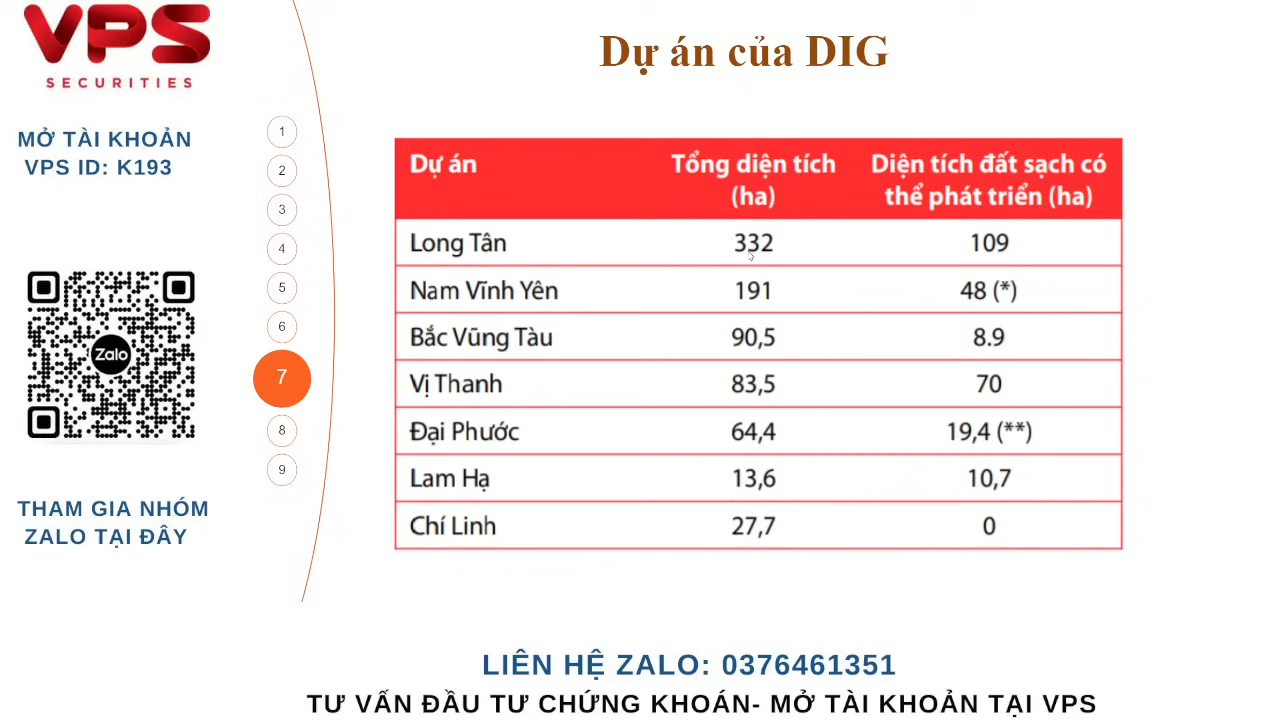 VPS
SECURITIES
MỞ TÀI KHOẢN
VPS ID: K193
Zalo
THAM GIA NHÓM
ZALO TẠI ĐÂY
1
2
3
4
5
6
7
8
9
Dự án của DIG
Dự án Tổng diện tích (ha) Diện tích đất sạch có thể phát triển (ha)
Long Tân 332 109
Nam Vĩnh Yên 191 48 (*)
Bắc Vũng Tàu 90,5 8.9
Vị Thanh 83,5 70
Đại Phước 64,4 19,4 (**)
Lam Hạ 13,6 10,7
Chí Linh 27,7 0
LIÊN HỆ ZALO: 0376461351
TƯ VẤN ĐẦU TƯ CHỨNG KHOÁN- MỞ TÀI KHOẢN TẠI VPS